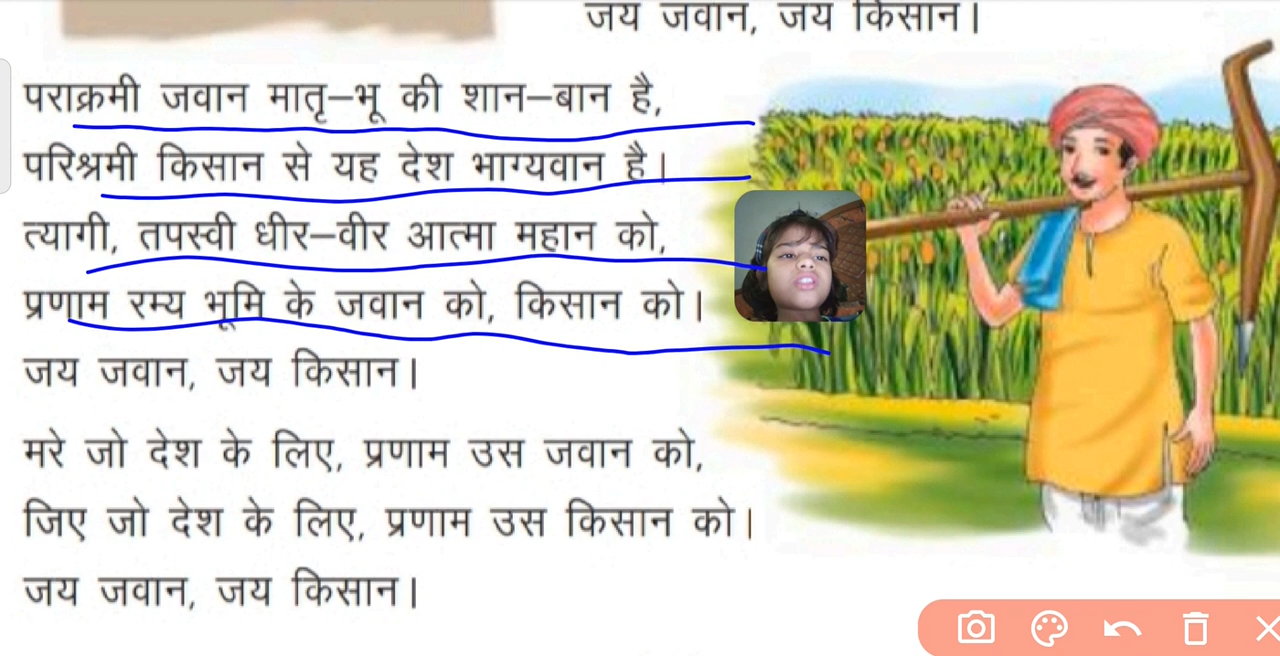 जय जवान, जय किसान।
पराक्रमी जवान मातृ–भू की शान–बान है,
परिश्रमी किसान से यह देश भाग्यवान है।
त्यागी, तपस्वी धीर–वीर आत्मा महान को,
प्रणाम रम्य भूमि के जवान को, किसान को।
जय जवान, जय किसान।
मरे जो देश के लिए, प्रणाम उस जवान को,
जिए जो देश के लिए, प्रणाम उस किसान को।
जय जवान, जय किसान।